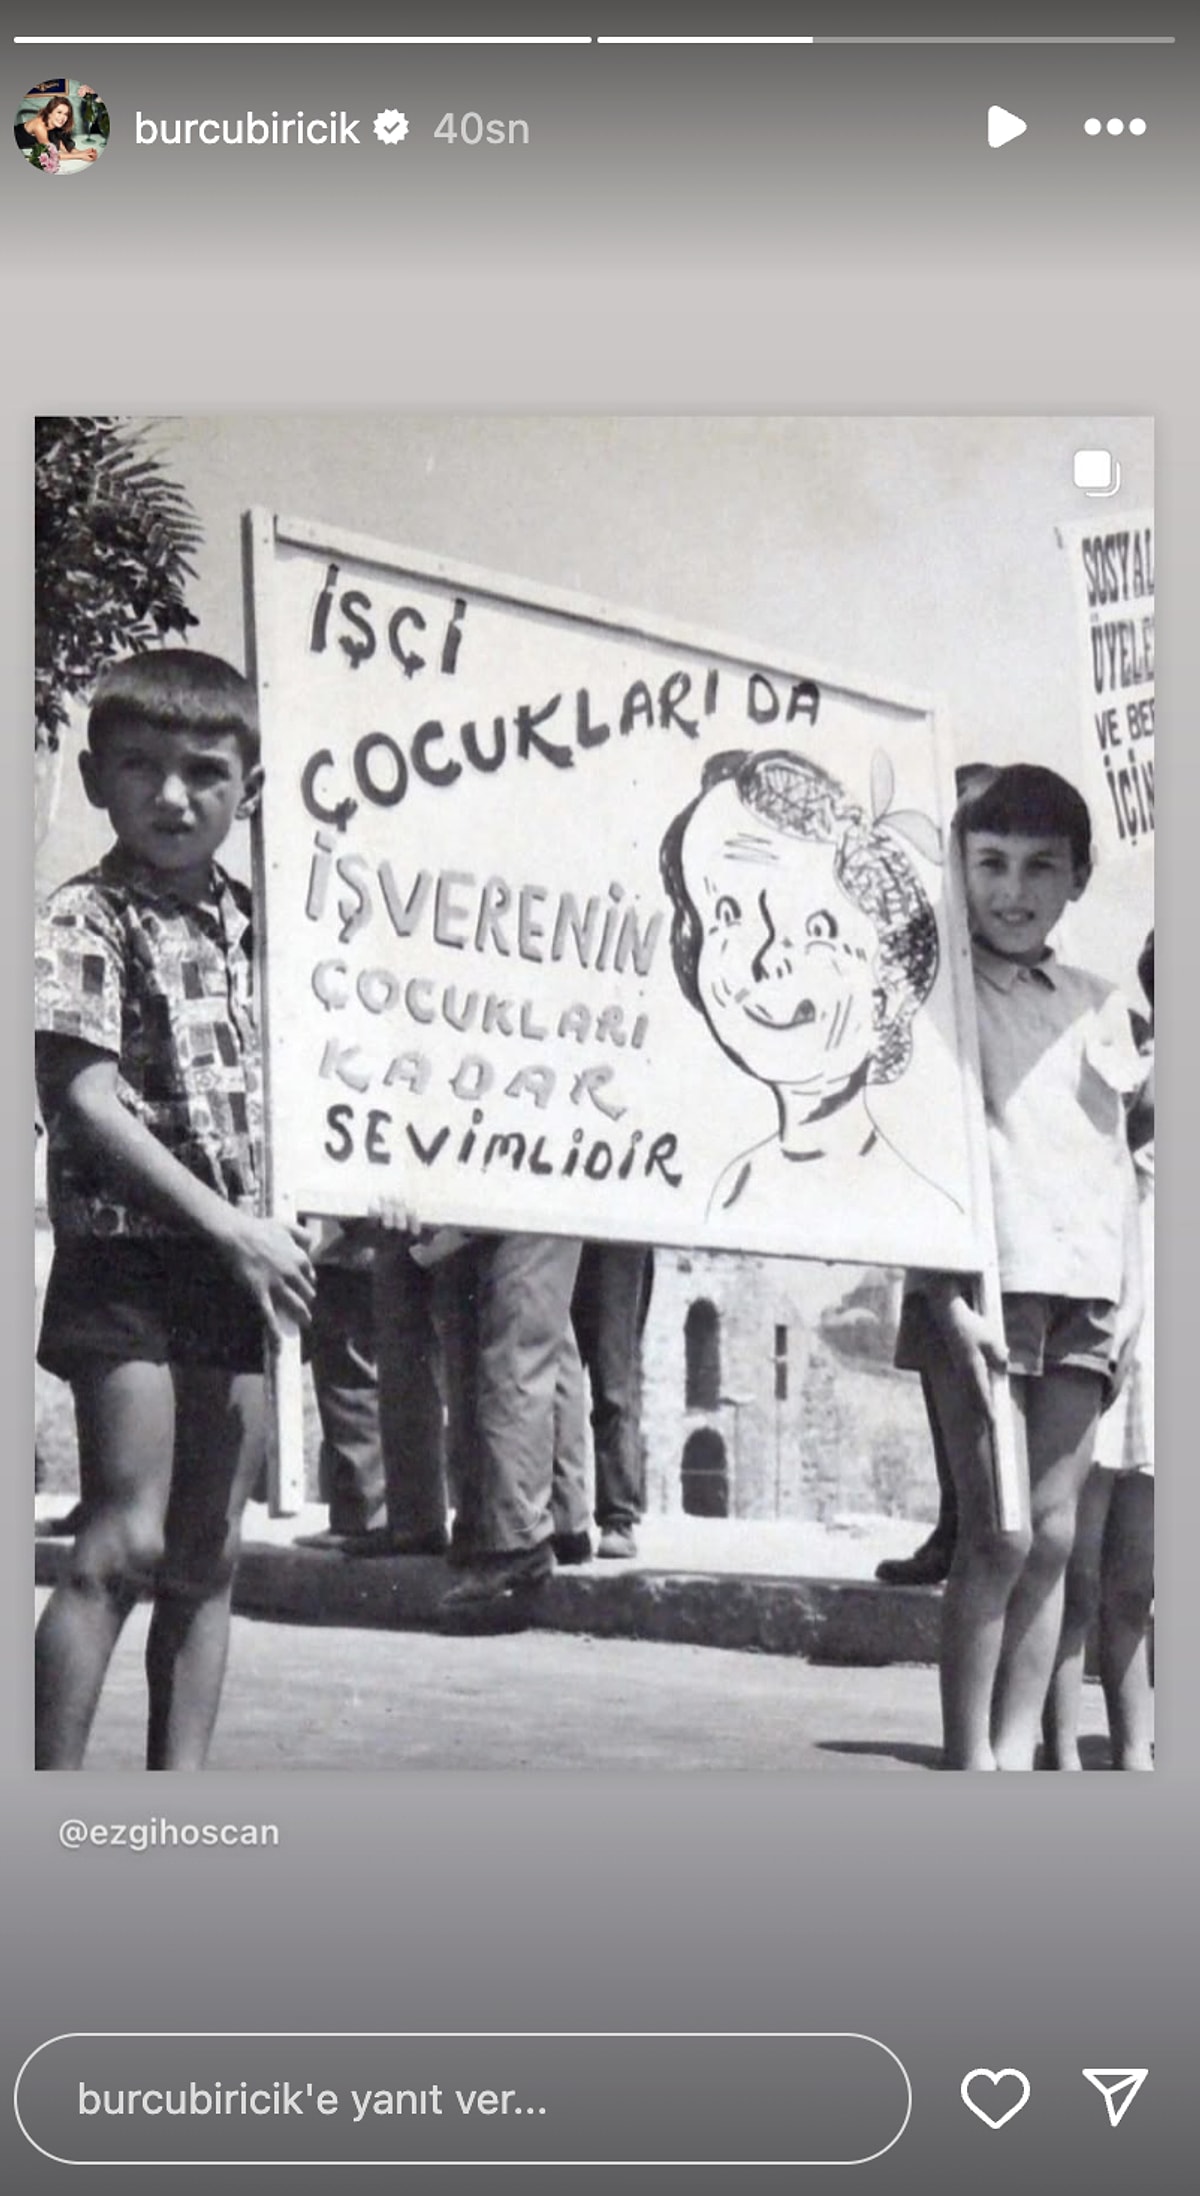 burcubiricik 40sn
İŞÇİ
ÇOCUKLARI DA
İŞVERENİN
ÇOCUKLARI
KADAR
SEVİMLİDİR
SOSYAL
ÜYELE
VE BE
İÇİN
@ezgihoscan
burcubiricik'e yanıt ver...